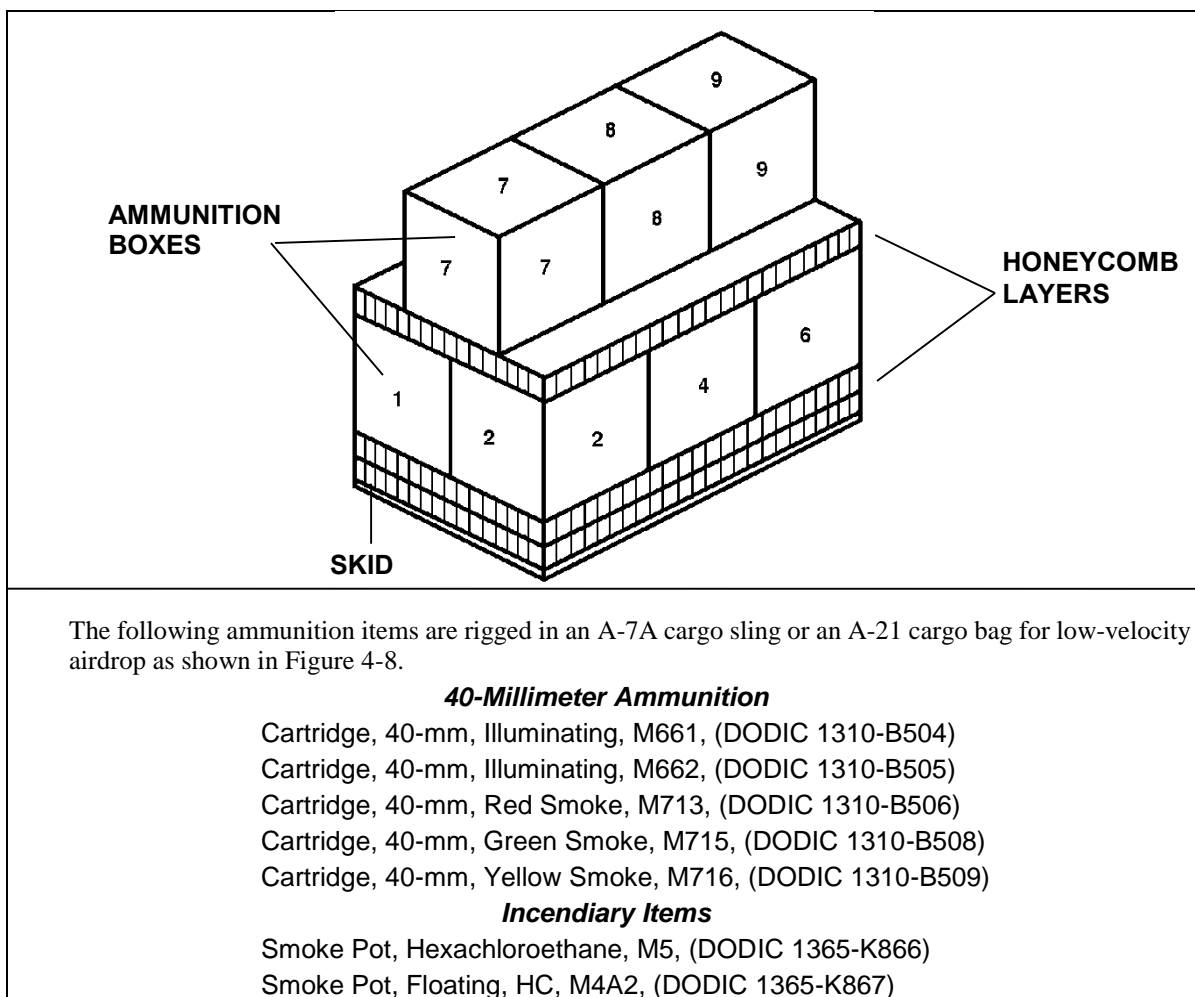 9
8
7
9
8
7
7
AMMUNITION
BOXES
HONEYCOMB
LAYERS
6
4
1
2
2
SKID
The following ammunition items are rigged in an A-7A cargo sling or an A-21 cargo bag for low-velocity
airdrop as shown in Figure 4-8.
40-Millimeter Ammunition
Cartridge, 40-mm, Illuminating, M661, (DODIC 1310-B504)
Cartridge, 40-mm, Illuminating, M662, (DODIC 1310-B505)
Cartridge, 40-mm, Red Smoke, M713, (DODIC 1310-B506)
Cartridge, 40-mm, Green Smoke, M715, (DODIC 1310-B508)
Cartridge, 40-mm, Yellow Smoke, M716, (DODIC 1310-B509)
Incendiary Items
Smoke Pot, Hexachloroethane, M5, (DODIC 1365-K866)
Smoke Pot, Floating, HC, M4A2, (DODIC 1365-K867)